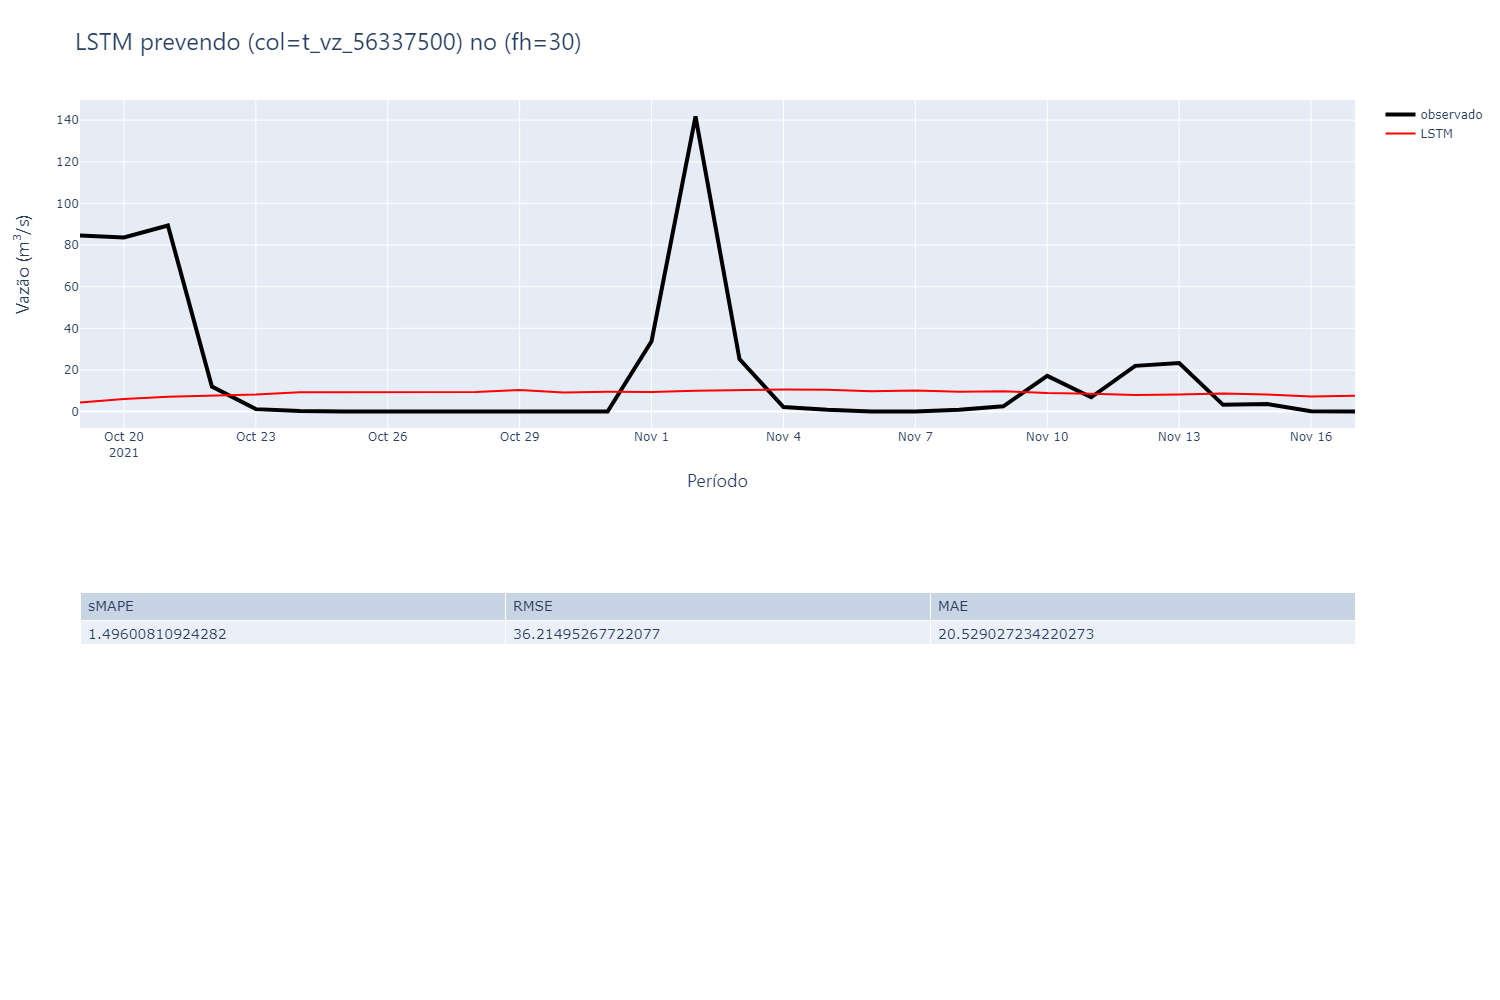 LSTM prevendo (col=t_vz_56337500) no (fh=30)
observado
LSTM
Vazão (m³/s)
140
120
100
80
60
40
20
0
Oct 20 Oct 23 Oct 26 Oct 29 Nov 1 Nov 4 Nov 7 Nov 10 Nov 13 Nov 16
2021
Período
sMAPE RMSE MAE
1.49600810924282 36.21495267722077 20.529027234220273